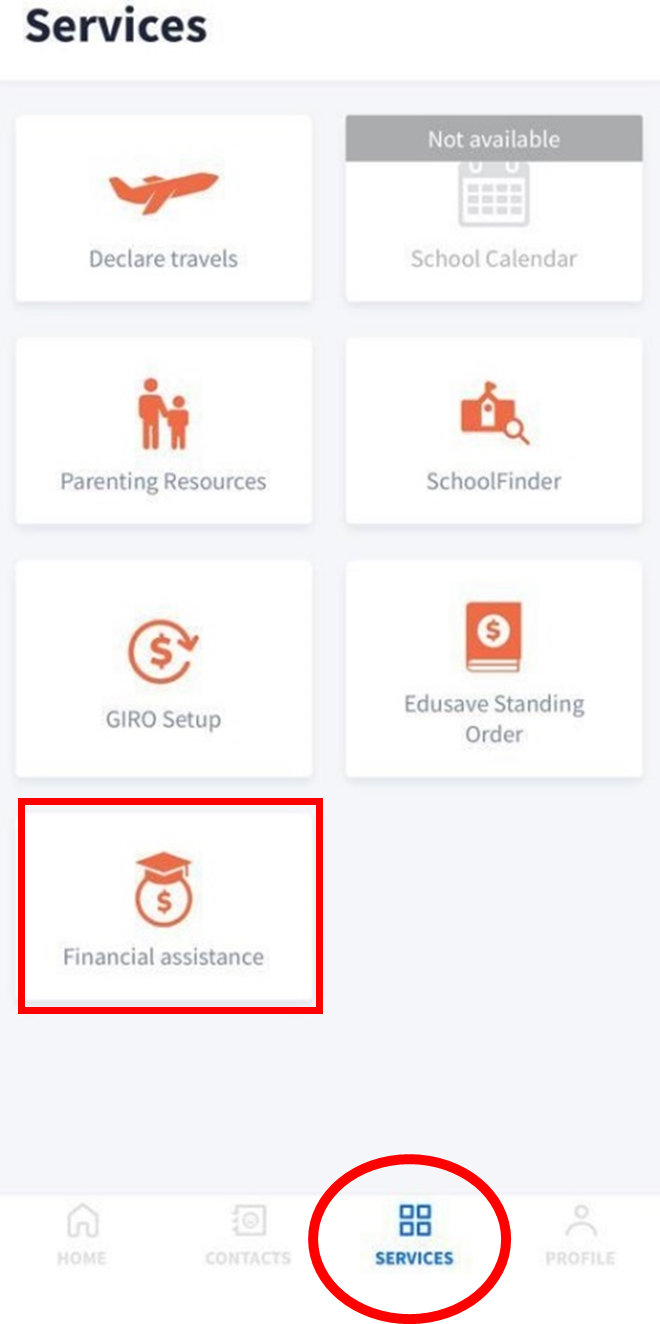 Services
Declare travels
Not available
School Calendar
Parenting Resources
SchoolFinder
$
GIRO Setup
$
Edusave Standing
Order
$
Financial assistance
HOME
CONTACTS
SERVICES
PROFILE